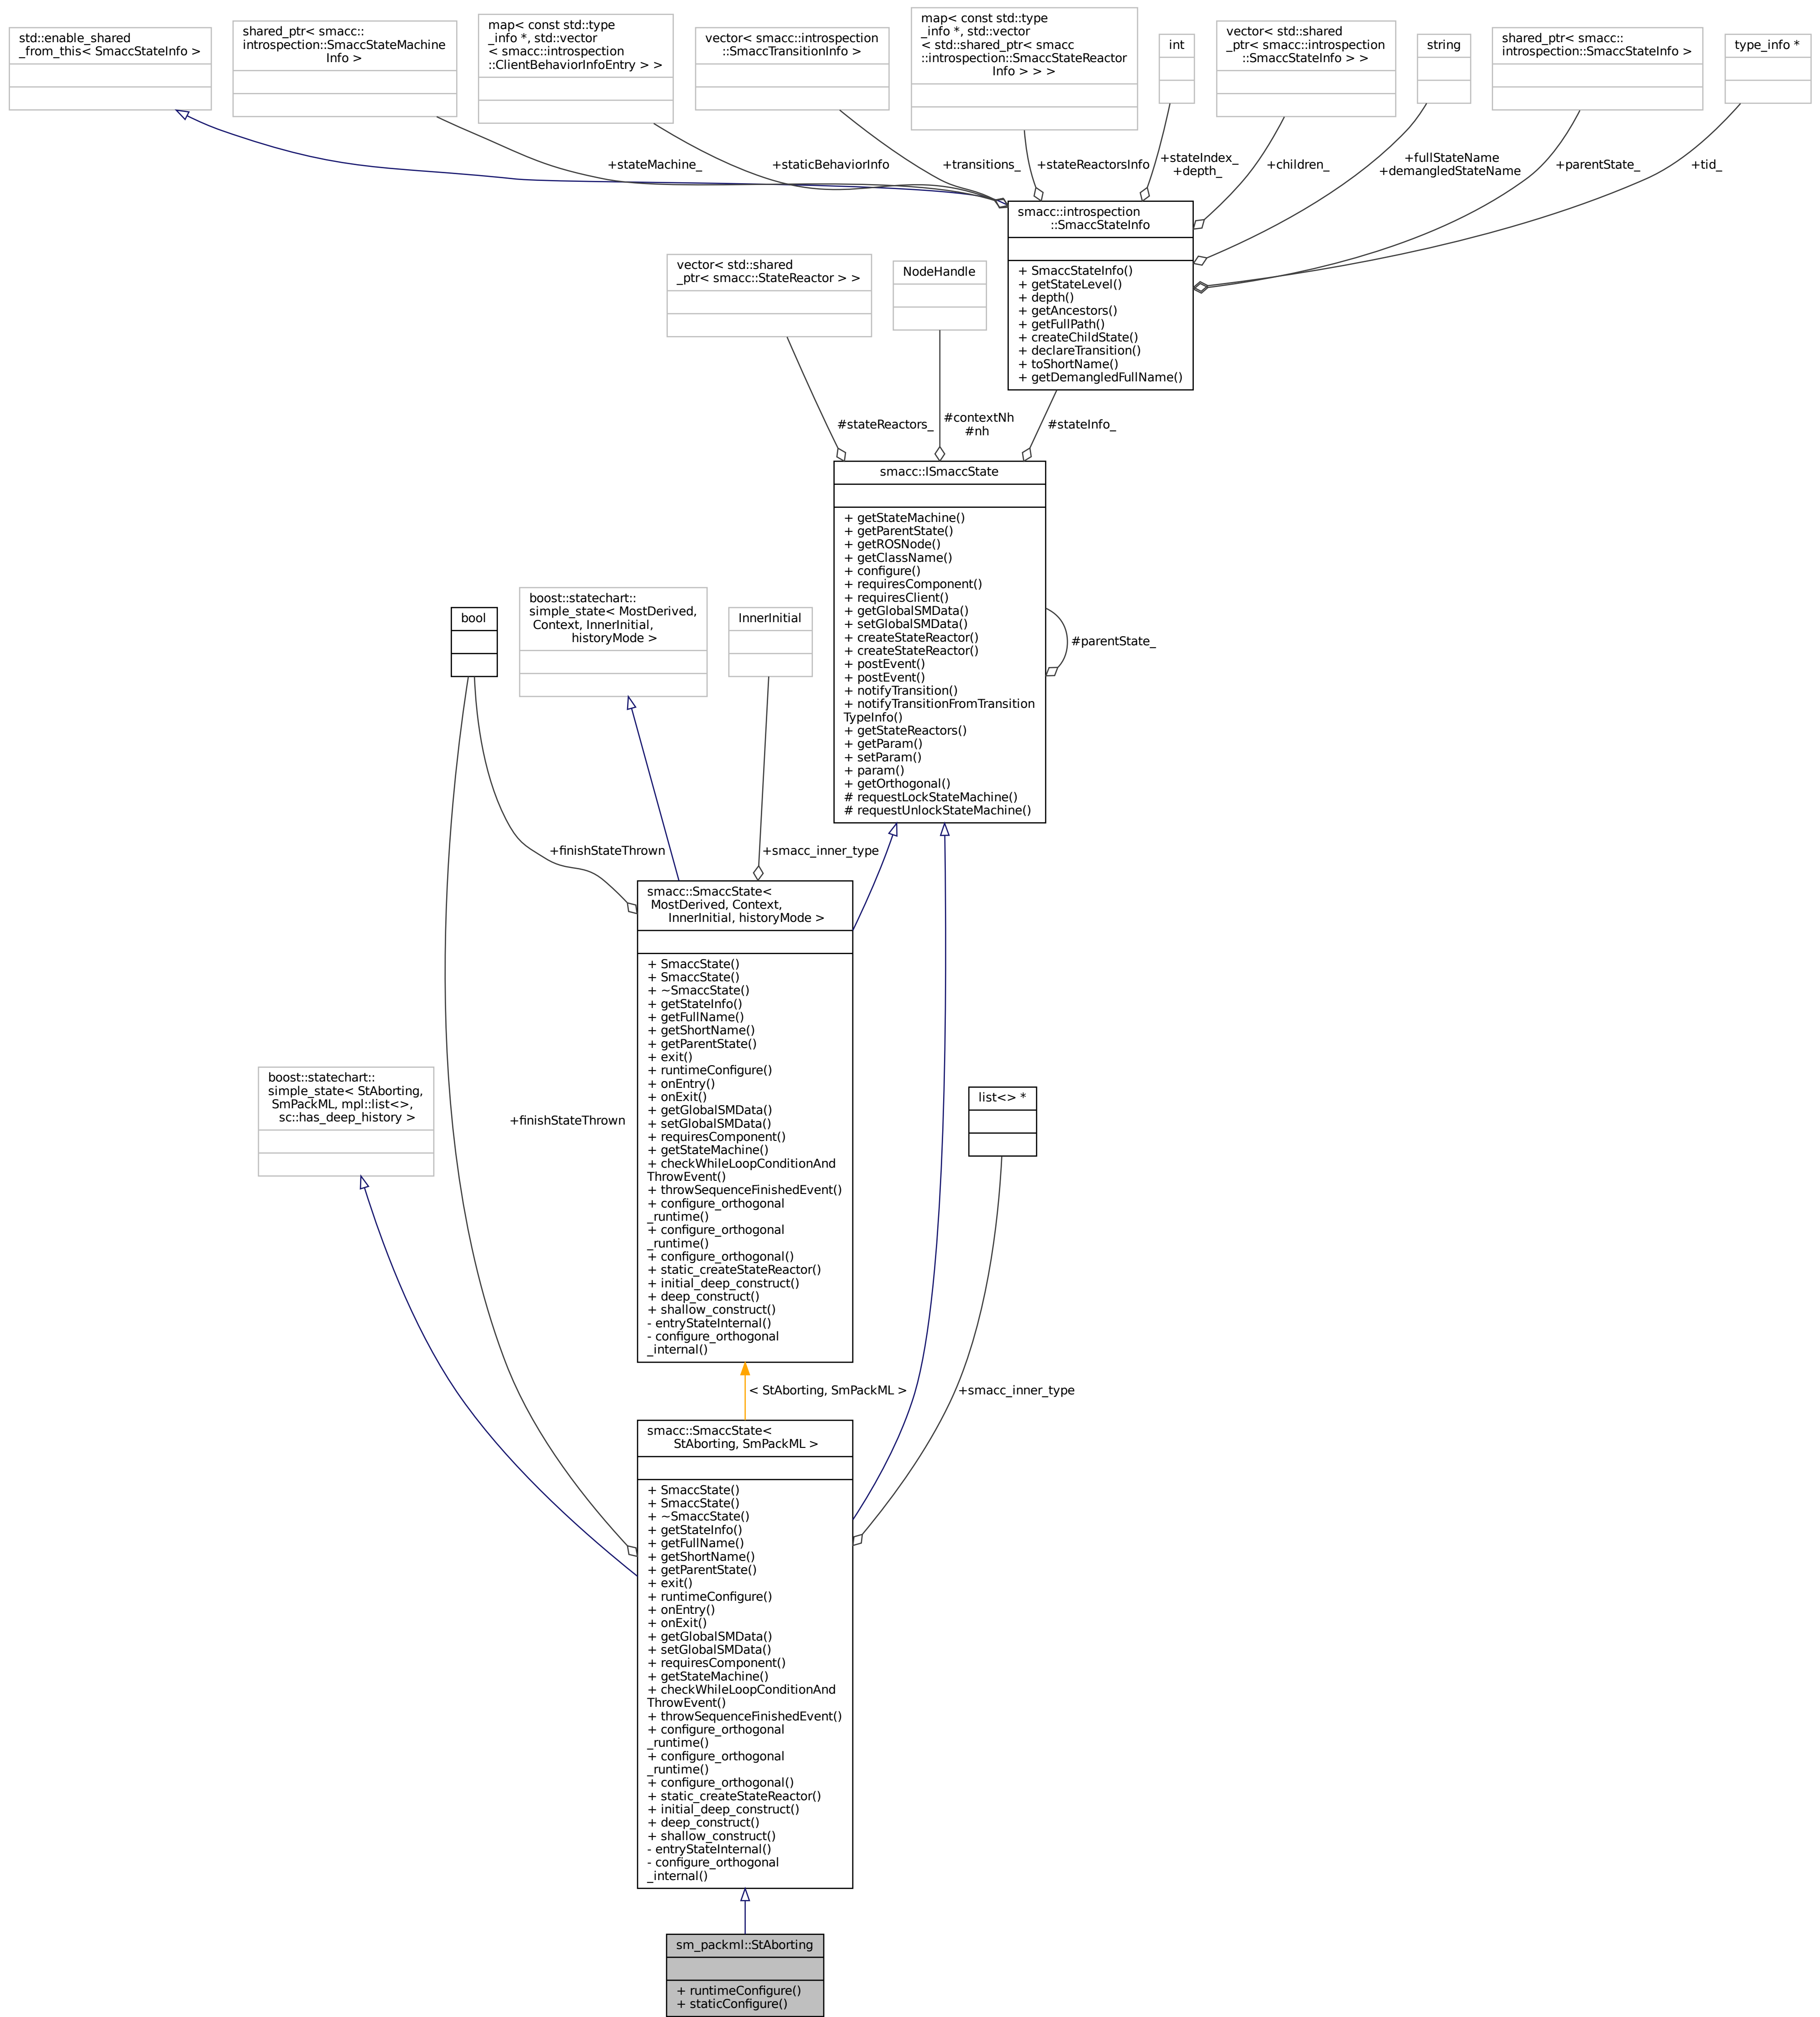 std::enable_shared
_from_this< SmaccStateInfo >
shared_ptr< smacc::
introspection::SmaccStateMachine
Info >
map< const std::type
_info *, std::vector
< smacc::introspection
::ClientBehaviorInfoEntry > >
vector< smacc::introspection
::SmaccTransitionInfo >
map< const std::type
_info *, std::vector
< std::shared_ptr< smacc
::introspection::SmaccStateReactor
Info > > >
int
vector< std::shared
_ptr< smacc::introspection
::SmaccStateInfo > >
string
shared_ptr< smacc::
introspection::SmaccStateInfo >
type_info *
+stateMachine_
+staticBehaviorInfo
+transitions_
+stateReactorsInfo
+stateIndex_
+depth_
+children_
+fullStateName
+demangledStateName
+parentState_
+tid_
smacc::introspection
::SmaccStateInfo
+ SmaccStateInfo()
+ getStateLevel()
+ depth()
+ getAncestors()
+ getFullPath()
+ createChildState()
+ declareTransition()
+ toShortName()
+ getDemangledFullName()
vector< std::shared
_ptr< smacc::StateReactor > >
NodeHandle
#stateReactors_
#contextNh
#nh
#stateInfo_
smacc::ISmaccState
+ getStateMachine()
+ getParentState()
+ getROSNode()
+ getClassName()
+ configure()
+ requiresComponent()
+ requiresClient()
+ getGlobalSMData()
+ setGlobalSMData()
+ createStateReactor()
+ createStateReactor()
+ postEvent()
+ postEvent()
+ notifyTransition()
+ notifyTransitionFromTransition
TypeInfo()
+ getStateReactors()
+ getParam()
+ setParam()
+ param()
+ getOrthogonal()
# requestLockStateMachine()
# requestUnlockStateMachine()
#parentState_
bool
boost::statechart::
simple_state< MostDerived,
Context, InnerInitial,
historyMode >
InnerInitial
+finishStateThrown
+smacc_inner_type
smacc::SmaccState<
MostDerived, Context,
InnerInitial, historyMode >
+ SmaccState()
+ SmaccState()
+ ~SmaccState()
+ getStateInfo()
+ getFullName()
+ getShortName()
+ getParentState()
+ exit()
+ runtimeConfigure()
+ onEntry()
+ onExit()
+ getGlobalSMData()
+ setGlobalSMData()
+ requiresComponent()
+ getStateMachine()
+ checkWhileLoopConditionAnd
ThrowEvent()
+ throwSequenceFinishedEvent()
+ configure_orthogonal
_runtime()
+ configure_orthogonal
_runtime()
+ configure_orthogonal()
+ static_createStateReactor()
+ initial_deep_construct()
+ deep_construct()
+ shallow_construct()
- entryStateInternal()
- configure_orthogonal
_internal()
boost::statechart::
simple_state< StAborting,
SmPackML, mpl::list<>,
sc::has_deep_history >
+finishStateThrown
list<> *
< StAborting, SmPackML >
+smacc_inner_type
smacc::SmaccState<
StAborting, SmPackML >
+ SmaccState()
+ SmaccState()
+ ~SmaccState()
+ getStateInfo()
+ getFullName()
+ getShortName()
+ getParentState()
+ exit()
+ runtimeConfigure()
+ onEntry()
+ onExit()
+ getGlobalSMData()
+ setGlobalSMData()
+ requiresComponent()
+ getStateMachine()
+ checkWhileLoopConditionAnd
ThrowEvent()
+ throwSequenceFinishedEvent()
+ configure_orthogonal
_runtime()
+ configure_orthogonal
_runtime()
+ configure_orthogonal()
+ static_createStateReactor()
+ initial_deep_construct()
+ deep_construct()
+ shallow_construct()
- entryStateInternal()
- configure_orthogonal
_internal()
sm_packml::StAborting
+ runtimeConfigure()
+ staticConfigure()